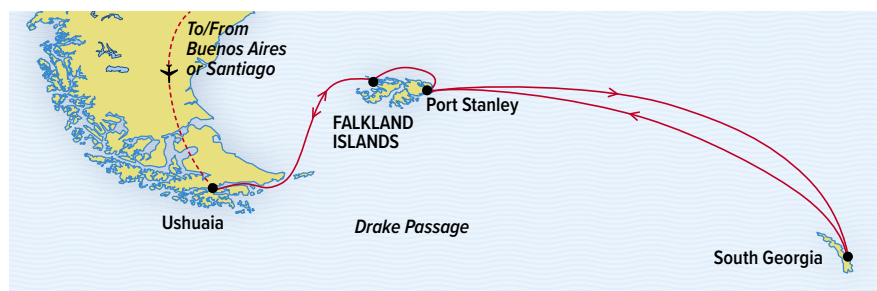 To/From
Buenos Aires
or Santiago
Port Stanley
FALKLAND
ISLANDS
Ushuaia
Drake Passage
South Georgia